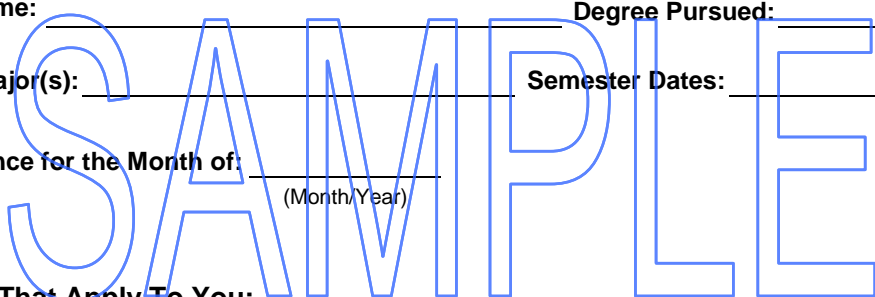 me: Degree Pursued:
ajor(s): Semester Dates:
nce for the Month of:
(Month/Year)
That Apply To You:
SAMPLE